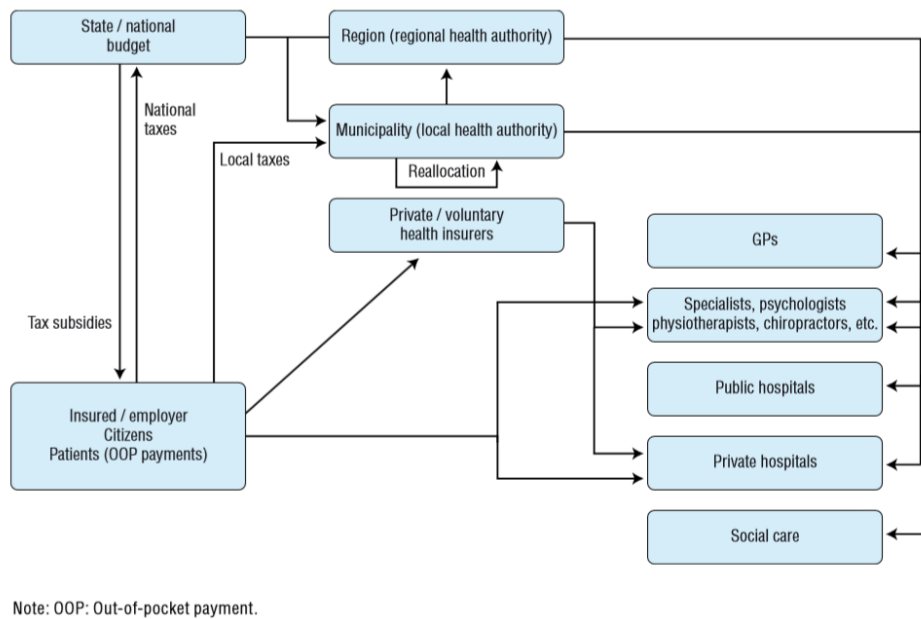 State / national
budget
Region (regional health authority)
National
taxes
Municipality (local health authority)
Local taxes
Reallocation
Private / voluntary
health insurers
GPs
Specialists, psychologists
physiotherapists, chiropractors, etc.
Tax subsidies
Public hospitals
Insured / employer
Citizens
Patients (OOP payments)
Private hospitals
Social care
Note: OOP: Out-of-pocket payment.